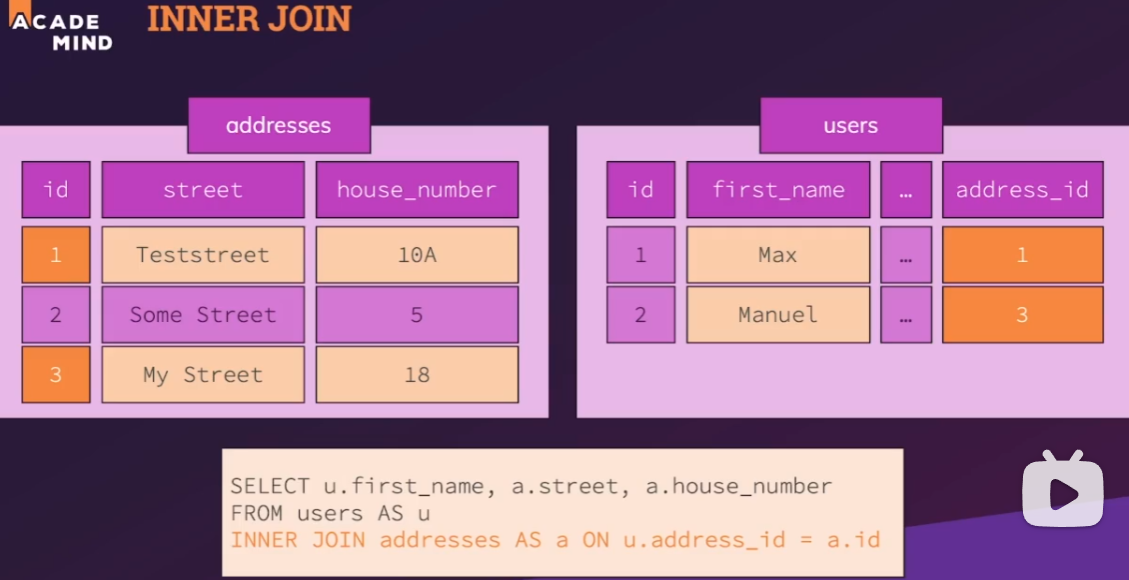 ACADE
MIND
INNER JOIN
addresses
id street house_number
1 Teststreet 10A
2 Some Street 5
3 My Street 18
users
id first_name … address_id
1 Max … 1
2 Manuel … 3
SELECT u.first_name, a.street, a.house_number
FROM users AS u
INNER JOIN addresses AS a ON u.address_id = a.id